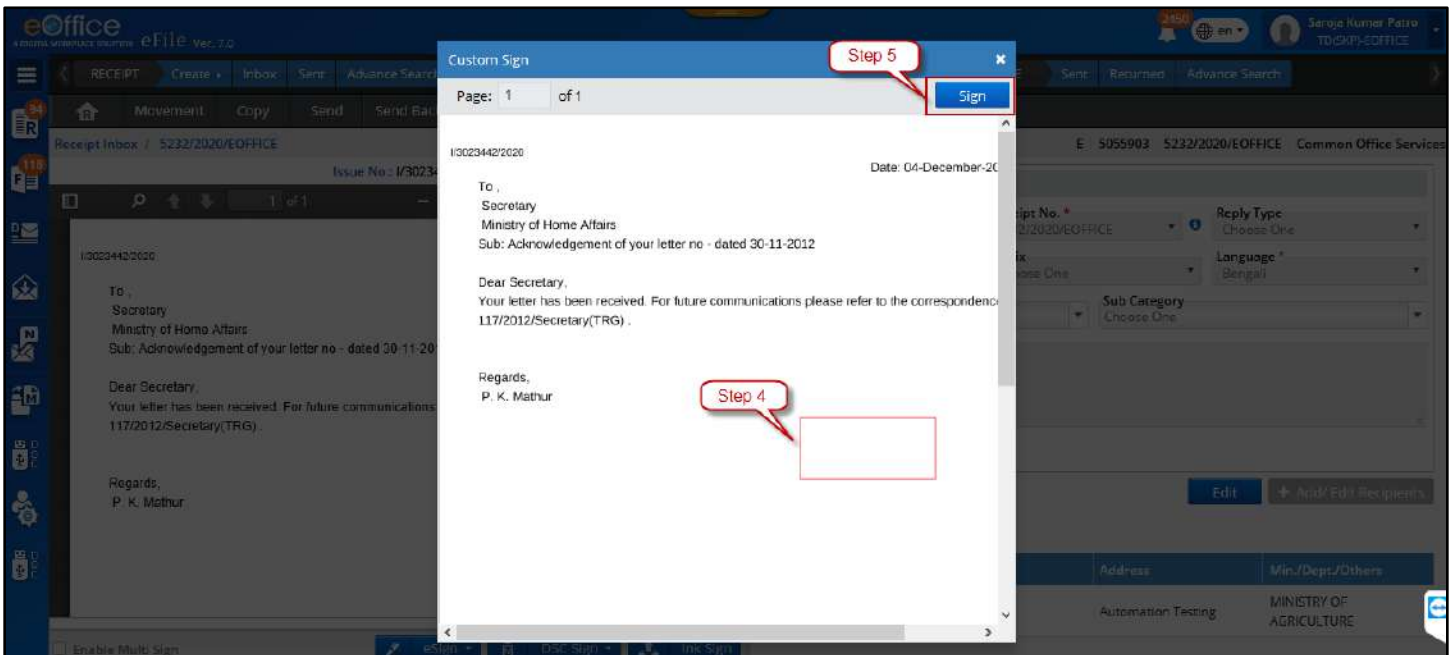 eOffice
eFile Ver. 7.0
2450
en
Saroja Kumar Patro
TD(SKP)-EOFFICE
RECEIPT
Create
Inbox
Sent
Advance Search
Sent
Returned
Advance Search
Movement
Copy
Send
Send Back
Receipt Inbox / 5232/2020/EOFFICE
E 5055903 5232/2020/EOFFICE Common Office Services
Issue No.: I/30234
1 of 1
I/3023442/2020
To ,
Secretary
Ministry of Home Affairs
Sub: Acknowledgement of your letter no - dated 30-11-20
Dear Secretary,
Your letter has been received. For future communications
117/2012/Secretary(TRG) .
Regards,
P. K. Mathur
Enable Multi Sign
eSign
DSC Sign
Ink Sign
Custom Sign
Step 5
Page: 1 of 1
Sign
I/3023442/2020
Date: 04-December-20
To ,
Secretary
Ministry of Home Affairs
Sub: Acknowledgement of your letter no - dated 30-11-2012
Dear Secretary,
Your letter has been received. For future communications please refer to the correspondence
117/2012/Secretary(TRG) .
Regards,
P. K. Mathur
Step 4
ipt No. *
2/2020/EOFFICE
Reply Type
Choose One
ix
oose One
Language *
Bengali
Sub Category
Choose One
Edit
+ Add/ Edit Recipients
Address
Min./Dept./Others
Automation Testing
MINISTRY OF
AGRICULTURE